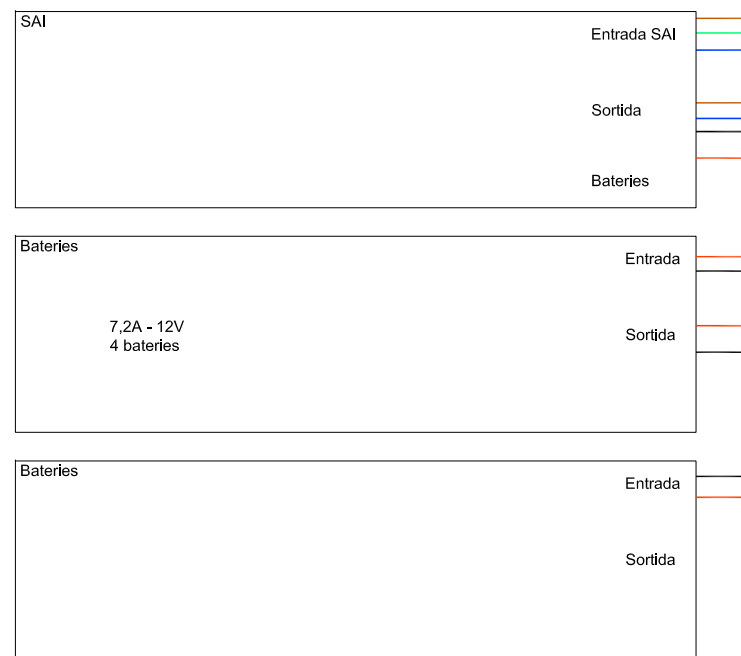 SAI
Entrada SAI
Sortida
Bateries
Bateries
Entrada
7,2A - 12V
4 bateries
Sortida
Bateries
Entrada
Sortida